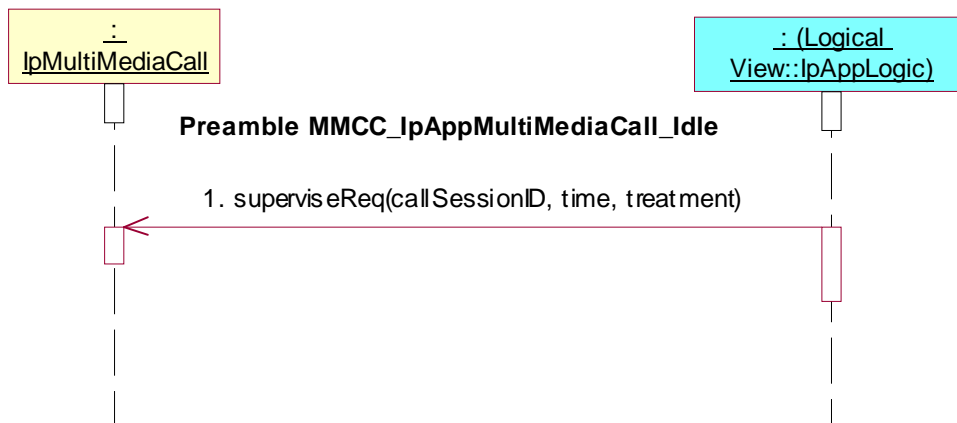 :
IpMultiMediaCall
: (Logical
View::IpAppLogic)
Preamble MMCC_IpAppMultiMediaCall_Idle
1. superviseReq(callSessionID, time, treatment)